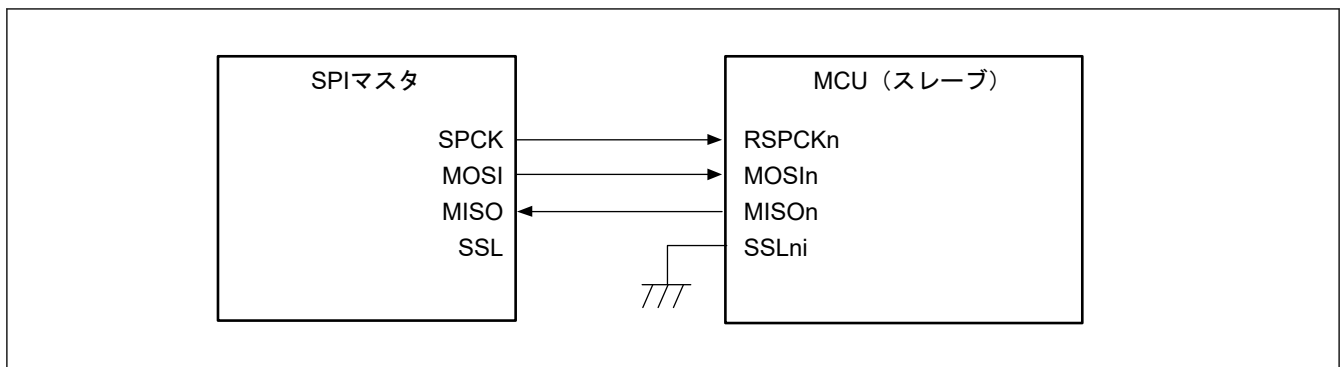 SPIマスタ
MCU（スレーブ）
SPCK
RSPCKn
MOSI
MOSIn
MISO
MISOn
SSL
SSLni